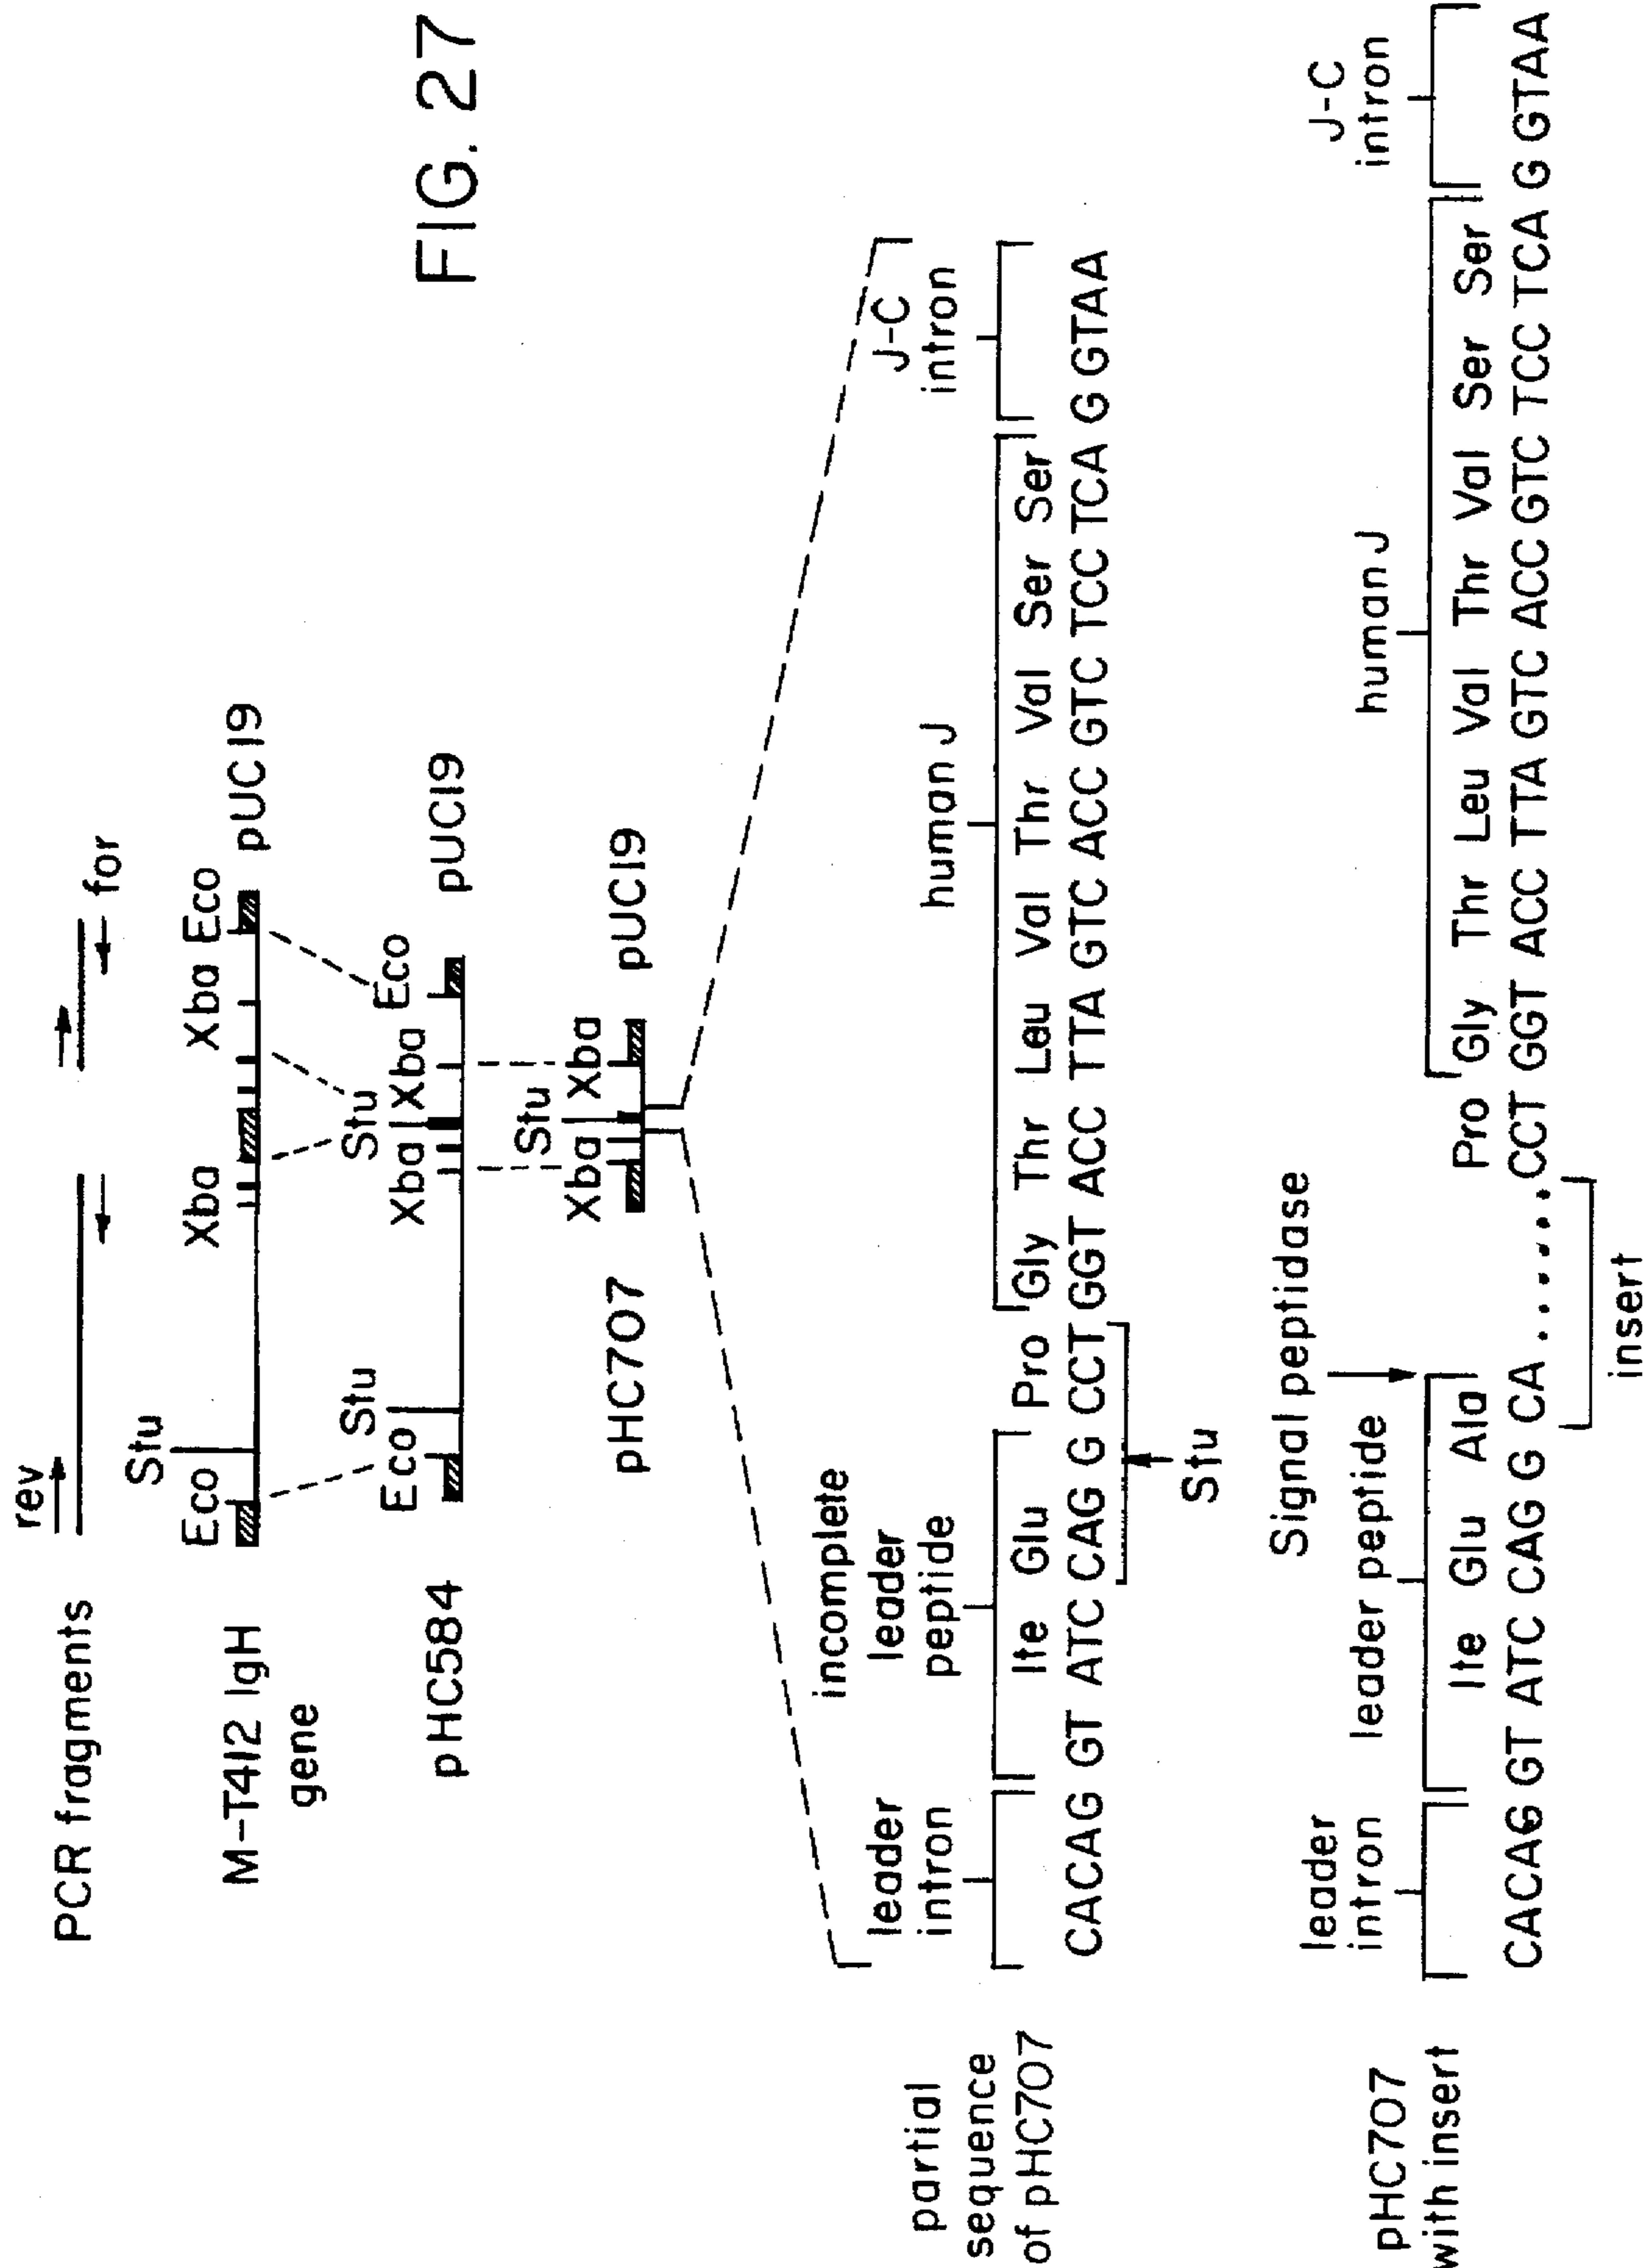 FIG. 27
PCR fragments
rev
for
M-T412 IgH
gene
Eco
Stu
Xba
Xba
Eco
pUC19
pHC584
Eco
Stu
Xba
Stu
Xba
Eco
pUC19
pHC707
Xba
Stu
Xba
pUC19
partial
sequence
of pHC707
leader
intron
incomplete
leader
peptide
human J
J-C
intron
Ite Glu Pro Gly Thr Leu Val Thr Val Ser Ser
CACAG GT ATC CAG G CCT GGT ACC TTA GTC ACC GTC TCC TCA G GTAA
Stu
pHC707
with insert
leader
intron
leader peptide
Signal peptidase
human J
J-C
intron
Ite Glu Ala Pro Gly Thr Leu Val Thr Val Ser Ser
CACAG GT ATC CAG G CA ...... CCT GGT ACC TTA GTC ACC GTC TCC TCA G GTAA
insert